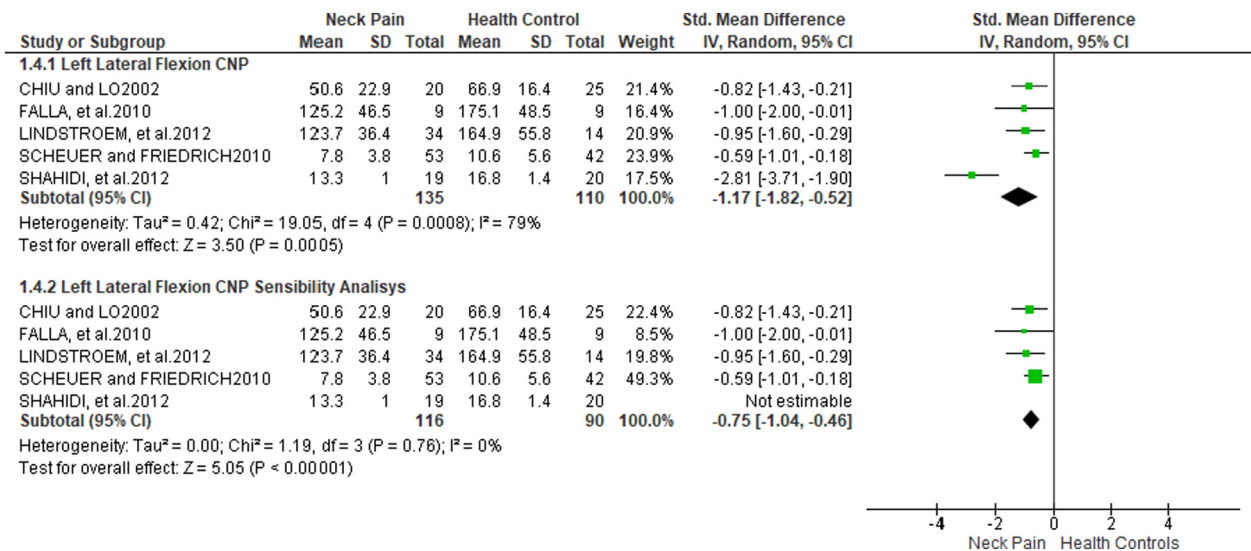 Neck Pain Health Control Std. Mean Difference Std. Mean Difference
Study or Subgroup Mean SD Total Mean SD Total Weight IV, Random, 95% CI IV, Random, 95% CI
1.4.1 Left Lateral Flexion CNP
CHIU and LO2002 50.6 22.9 20 66.9 16.4 25 21.4% -0.82 [-1.43, -0.21]
FALLA, et al.2010 125.2 46.5 9 175.1 48.5 9 16.4% -1.00 [-2.00, -0.01]
LINDSTROEM, et al.2012 123.7 36.4 34 164.9 55.8 14 20.9% -0.95 [-1.60, -0.29]
SCHEUER and FRIEDRICH2010 7.8 3.8 53 10.6 5.6 42 23.9% -0.59 [-1.01, -0.18]
SHAHIDI, et al.2012 13.3 1 19 16.8 1.4 20 17.5% -2.81 [-3.71, -1.90]
Subtotal (95% CI) 135 110 100.0% -1.17 [-1.82, -0.52]
Heterogeneity: Tau² = 0.42; Chi² = 19.05, df = 4 (P = 0.0008); I² = 79%
Test for overall effect: Z = 3.50 (P = 0.0005)
1.4.2 Left Lateral Flexion CNP Sensibility Analisys
CHIU and LO2002 50.6 22.9 20 66.9 16.4 25 22.4% -0.82 [-1.43, -0.21]
FALLA, et al.2010 125.2 46.5 9 175.1 48.5 9 8.5% -1.00 [-2.00, -0.01]
LINDSTROEM, et al.2012 123.7 36.4 34 164.9 55.8 14 19.8% -0.95 [-1.60, -0.29]
SCHEUER and FRIEDRICH2010 7.8 3.8 53 10.6 5.6 42 49.3% -0.59 [-1.01, -0.18]
SHAHIDI, et al.2012 13.3 1 19 16.8 1.4 20 Not estimable
Subtotal (95% CI) 116 90 100.0% -0.75 [-1.04, -0.46]
Heterogeneity: Tau² = 0.00; Chi² = 1.19, df = 3 (P = 0.76); I² = 0%
Test for overall effect: Z = 5.05 (P < 0.00001)
-4 -2 0 2 4
Neck Pain Health Controls